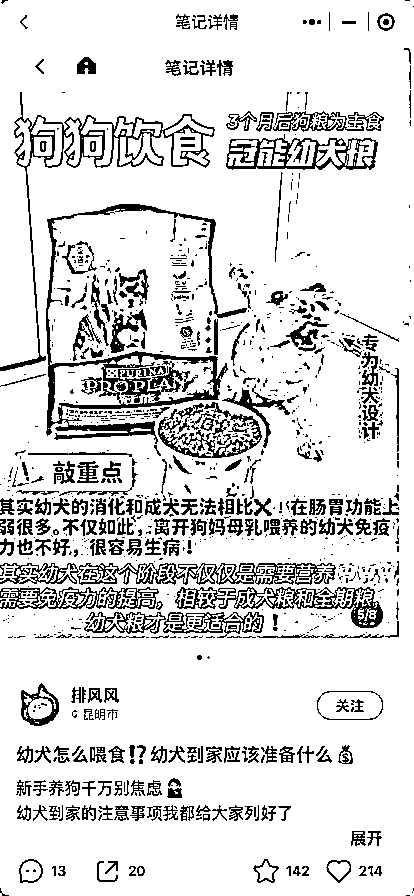 笔记详情
笔记详情
狗狗饮食
3个月后狗粮为主食
冠能幼犬粮
PURINA
PRO PLAN
冠能
专为幼犬设计
敲重点
其实幼犬的消化和成犬无法相比❌！在肠胃功能上
弱很多。不仅如此，离开狗妈母乳喂养的幼犬免疫
力也不好，很容易生病！
其实幼犬在这个阶段不仅仅是需要营养
需要免疫力的提高，相较于成犬粮和全期粮，
幼犬粮才是更适合的！
5/8
排风风
昆明市
关注
幼犬怎么喂食⁉️幼犬到家应该准备什么💰
新手养狗千万别焦虑
幼犬到家的注意事项我都给大家列好了
展开
13
20
142
214